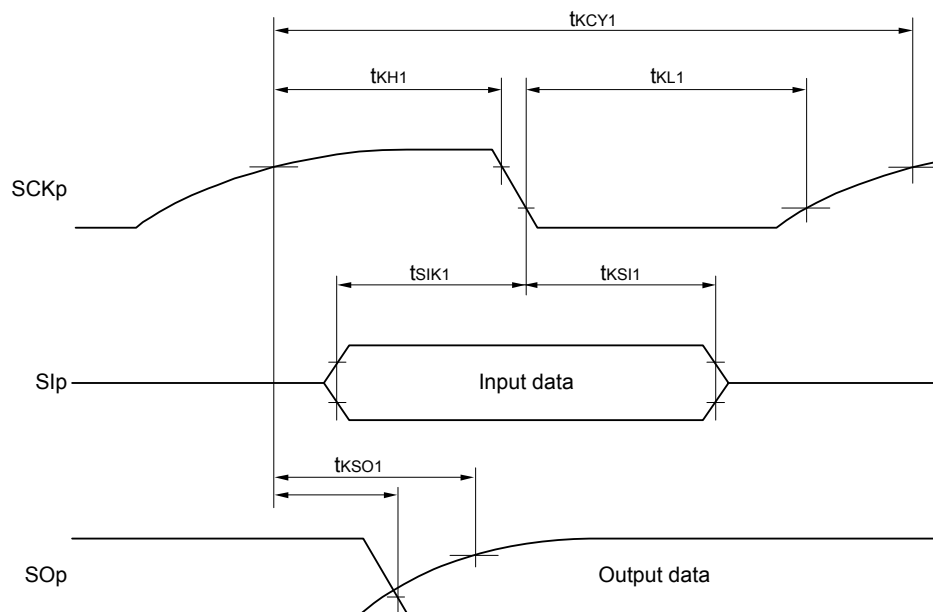 tKCY1
tKH1
tKL1
SCKp
tSIK1
tKSI1
SIp
Input data
tKSO1
SOp
Output data